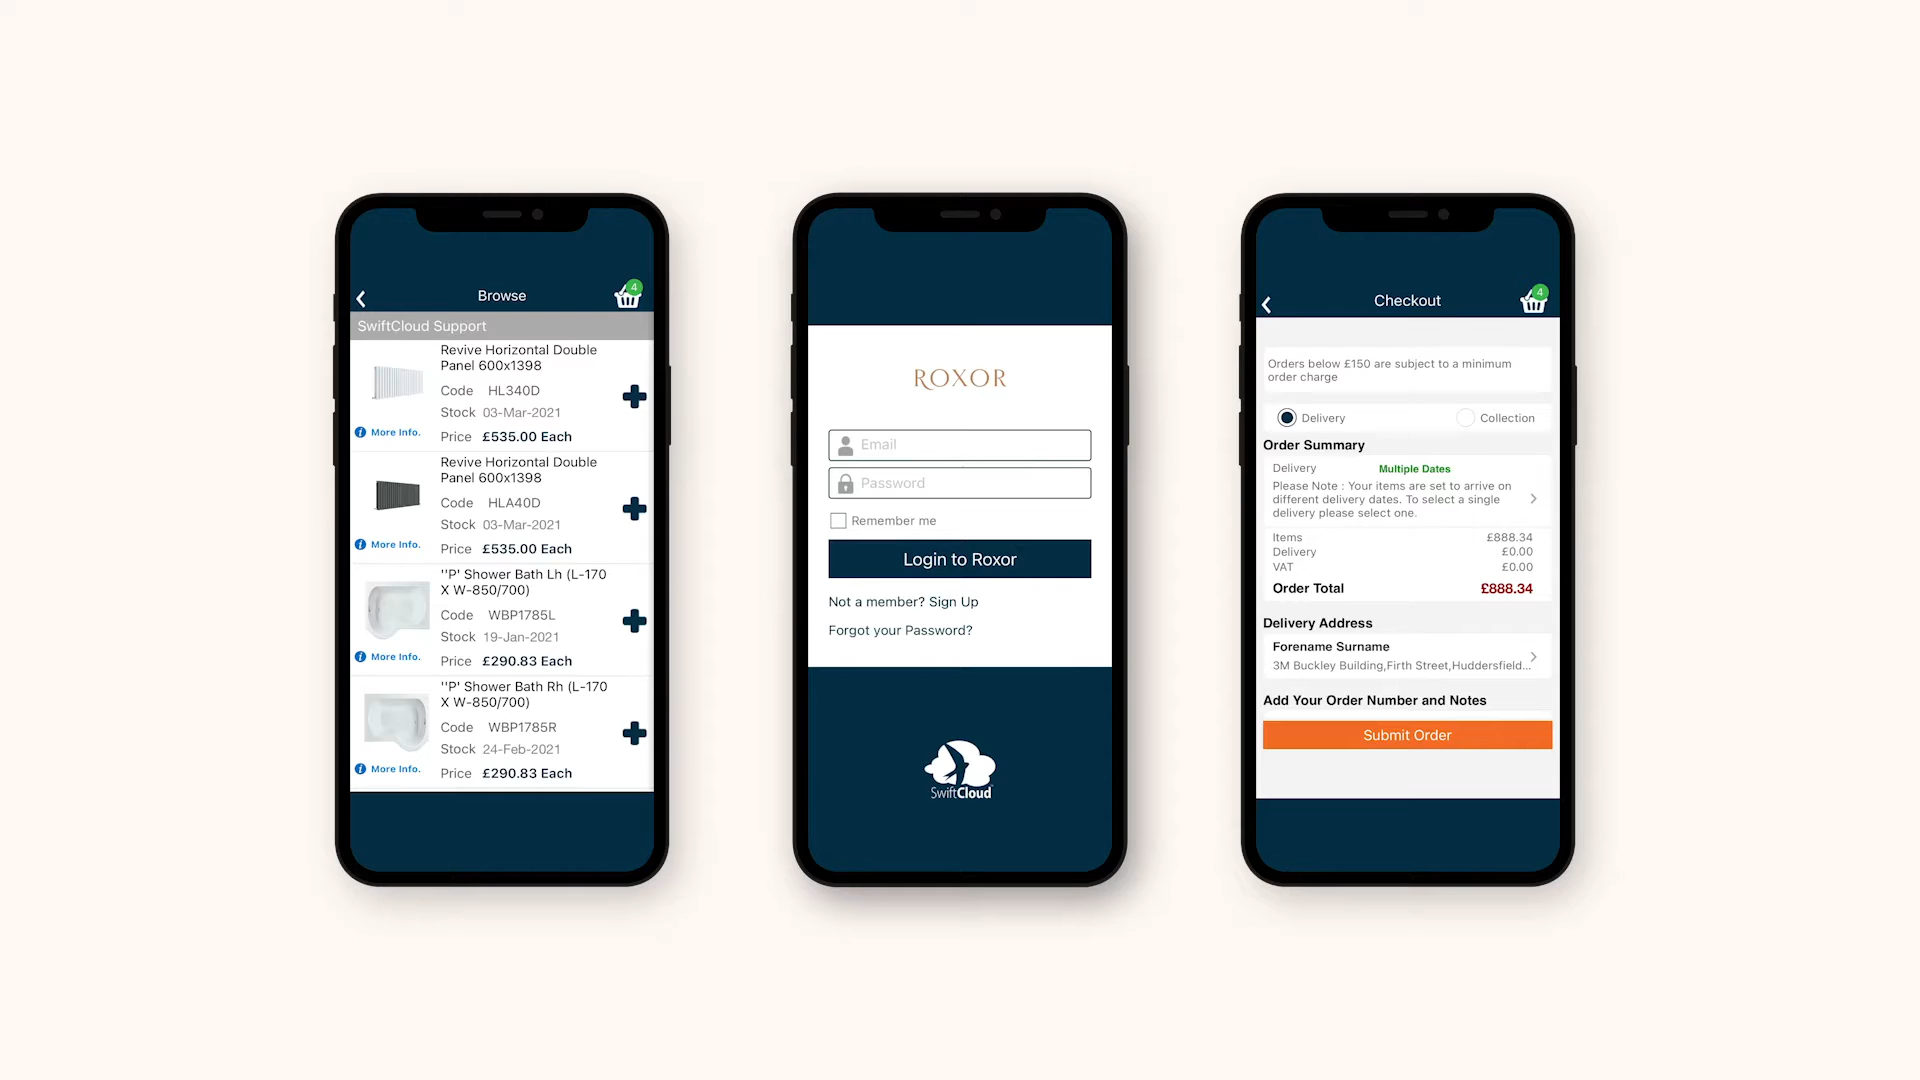 Browse
4
SwiftCloud Support
Revive Horizontal Double
Panel 600x1398
Code HL340D
Stock 03-Mar-2021
More Info.
Price £535.00 Each
Revive Horizontal Double
Panel 600x1398
Code HLA40D
Stock 03-Mar-2021
More Info.
Price £535.00 Each
''P' Shower Bath Lh (L-170
X W-850/700)
Code WBP1785L
Stock 19-Jan-2021
More Info.
Price £290.83 Each
''P' Shower Bath Rh (L-170
X W-850/700)
Code WBP1785R
Stock 24-Feb-2021
More Info.
Price £290.83 Each
ROXOR
Email
Password
Remember me
Login to Roxor
Not a member? Sign Up
Forgot your Password?
SwiftCloud
Checkout
4
Orders below £150 are subject to a minimum
order charge
Delivery
Collection
Order Summary
Delivery Multiple Dates
Please Note : Your items are set to arrive on
different delivery dates. To select a single
delivery please select one.
Items £888.34
Delivery £0.00
VAT £0.00
Order Total £888.34
Delivery Address
Forename Surname
3M Buckley Building,Firth Street,Huddersfield...
Add Your Order Number and Notes
Submit Order